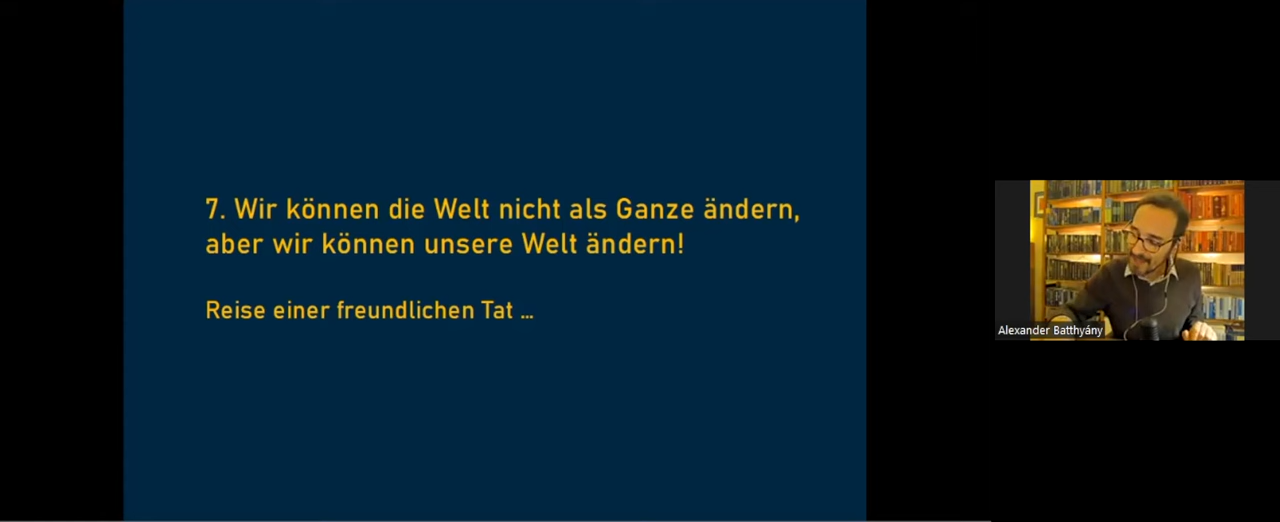 7. Wir können die Welt nicht als Ganze ändern,
aber wir können unsere Welt ändern!
Reise einer freundlichen Tat ...
Alexander Batthyány